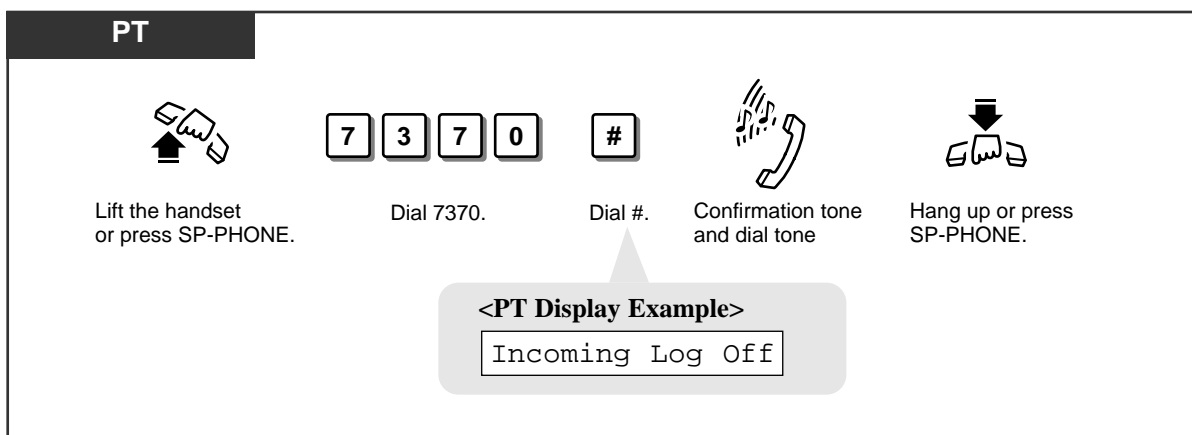 PT
7 3 7 0 #
Lift the handset
or press SP-PHONE.
Dial 7370.
Dial #.
Confirmation tone
and dial tone
Hang up or press
SP-PHONE.
<PT Display Example>
Incoming Log Off